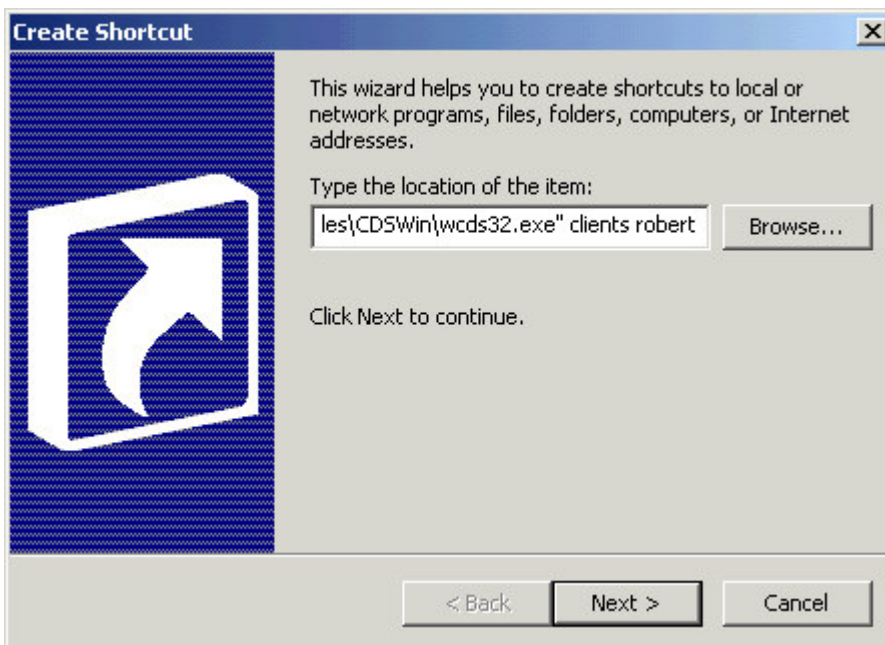 Create Shortcut
This wizard helps you to create shortcuts to local or
network programs, files, folders, computers, or Internet
addresses.
Type the location of the item:
les\CDSWin\wcds32.exe" clients robert
Browse...
Click Next to continue.
< Back
Next >
Cancel